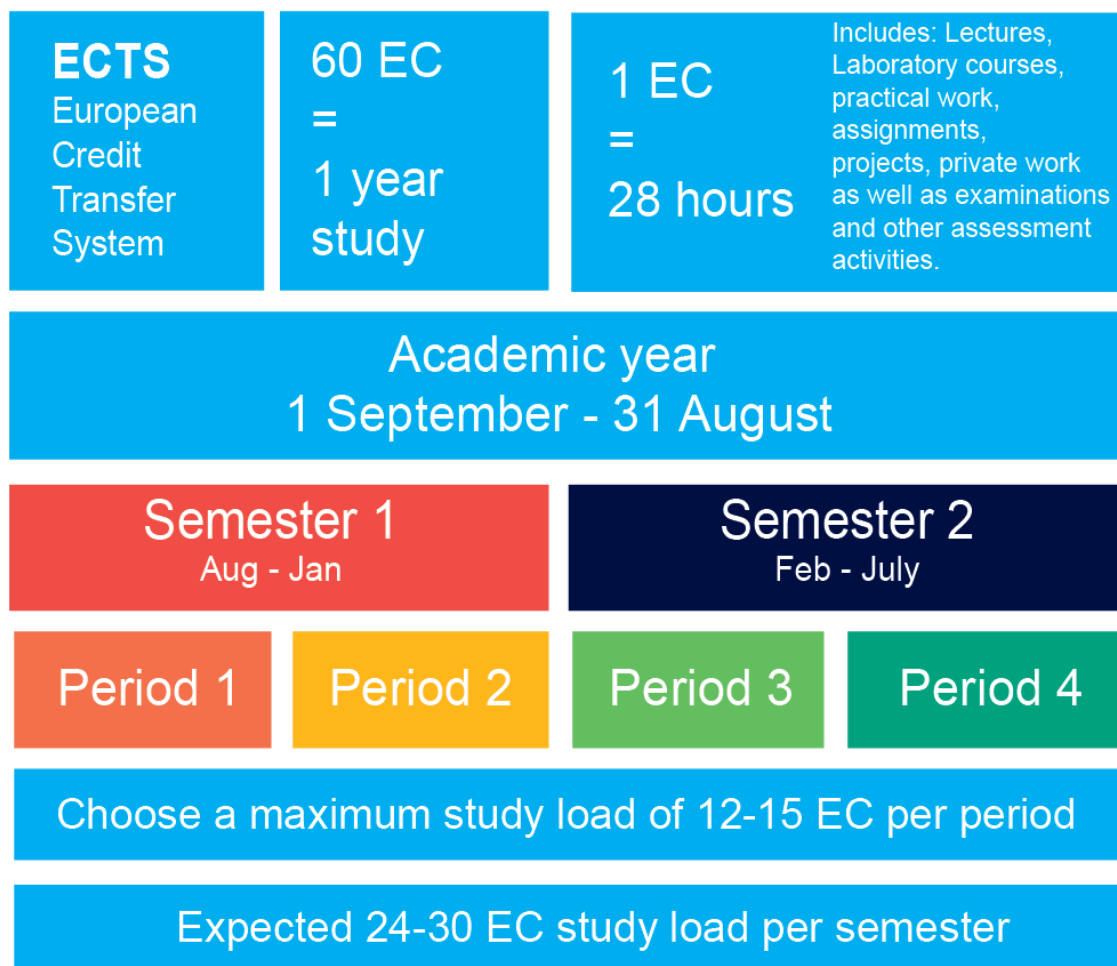 ECTS
European
Credit
Transfer
System
60 EC
=
1 year
study
1 EC
=
28 hours
Includes: Lectures,
Laboratory courses,
practical work,
assignments,
projects, private work
as well as examinations
and other assessment
activities.
Academic year
1 September - 31 August
Semester 1
Aug - Jan
Semester 2
Feb - July
Period 1
Period 2
Period 3
Period 4
Choose a maximum study load of 12-15 EC per period
Expected 24-30 EC study load per semester